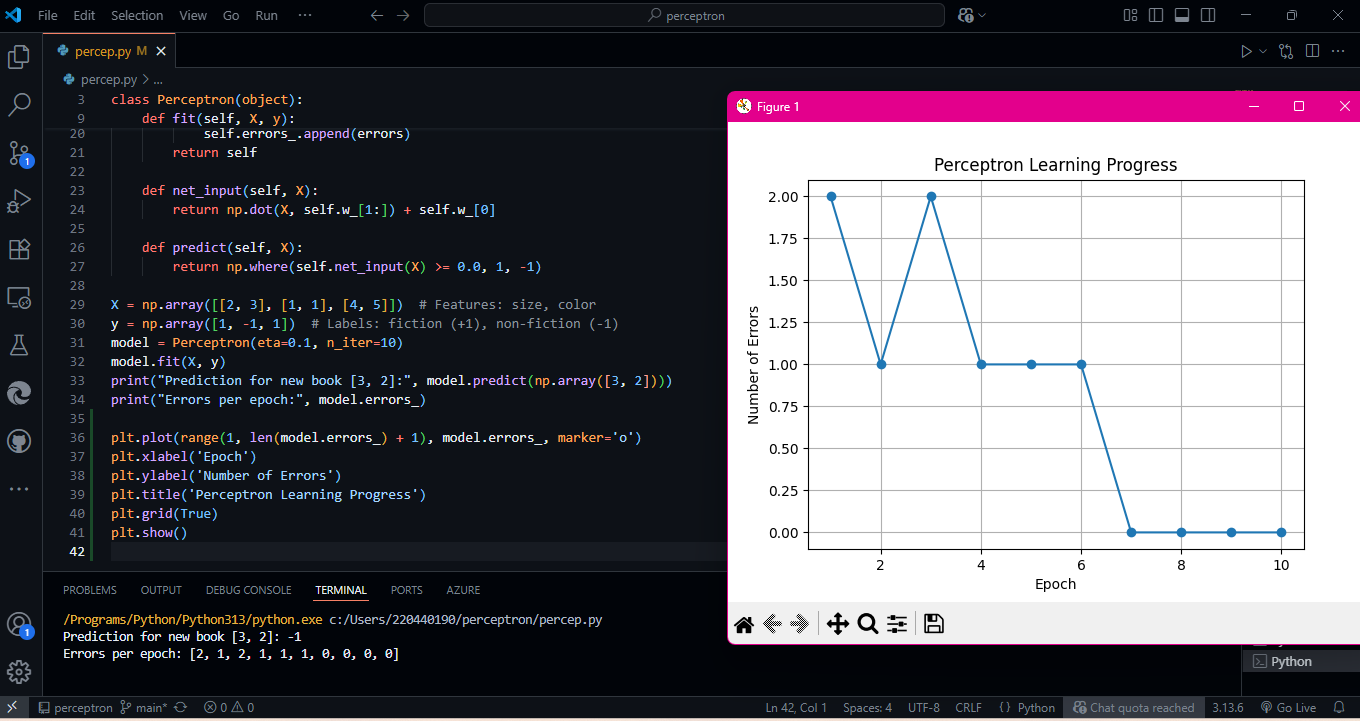 File Edit Selection View Go Run ···
perceptron
percep.py M
percep.py > ...
3 class Perceptron(object):
9 def fit(self, X, y):
20 self.errors_.append(errors)
21 return self
22
23 def net_input(self, X):
24 return np.dot(X, self.w_[1:]) + self.w_[0]
25
26 def predict(self, X):
27 return np.where(self.net_input(X) >= 0.0, 1, -1)
28
29 X = np.array([[2, 3], [1, 1], [4, 5]])  # Features: size, color
30 y = np.array([1, -1, 1])  # Labels: fiction (+1), non-fiction (-1)
31 model = Perceptron(eta=0.1, n_iter=10)
32 model.fit(X, y)
33 print("Prediction for new book [3, 2]:", model.predict(np.array([3, 2])))
34 print("Errors per epoch:", model.errors_)
35
36 plt.plot(range(1, len(model.errors_) + 1), model.errors_, marker='o')
37 plt.xlabel('Epoch')
38 plt.ylabel('Number of Errors')
39 plt.title('Perceptron Learning Progress')
40 plt.grid(True)
41 plt.show()
42
Figure 1
Perceptron Learning Progress
2.00
1.75
1.50
1.25
1.00
0.75
0.50
0.25
0.00
Number of Errors
2 4 6 8 10
Epoch
PROBLEMS OUTPUT DEBUG CONSOLE TERMINAL PORTS AZURE
/Programs/Python/Python313/python.exe c:/Users/220440190/perceptron/percep.py
Prediction for new book [3, 2]: -1
Errors per epoch: [2, 1, 2, 1, 1, 1, 0, 0, 0, 0]
Python
1
1
perceptron main* 0 0 Ln 42, Col 1 Spaces: 4 UTF-8 CRLF {} Python Chat quota reached 3.13.6 Go Live